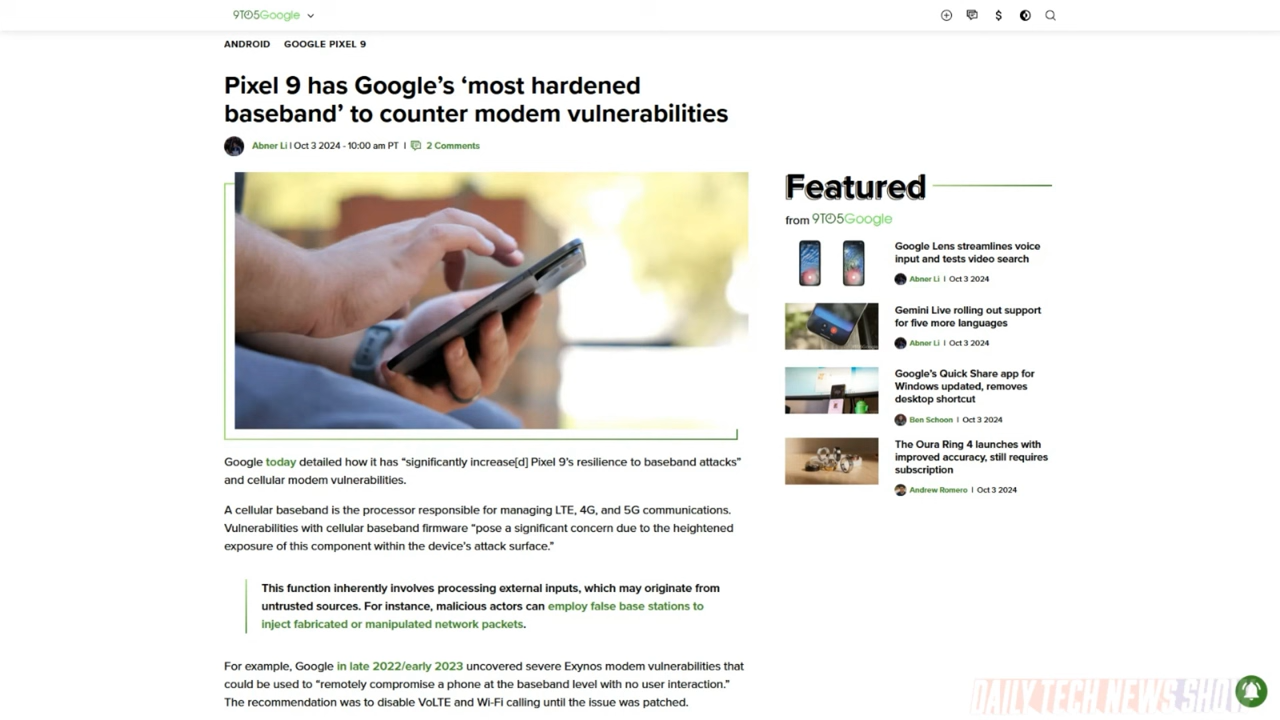 9TO5Google
ANDROID GOOGLE PIXEL 9
Pixel 9 has Google's ‘most hardened
baseband’ to counter modem vulnerabilities
Abner Li | Oct 3 2024 - 10:00 am PT | 2 Comments
Google today detailed how it has “significantly increase[d] Pixel 9’s resilience to baseband attacks”
and cellular modem vulnerabilities.
A cellular baseband is the processor responsible for managing LTE, 4G, and 5G communications.
Vulnerabilities with cellular baseband firmware “pose a significant concern due to the heightened
exposure of this component within the device’s attack surface.”
This function inherently involves processing external inputs, which may originate from
untrusted sources. For instance, malicious actors can employ false base stations to
inject fabricated or manipulated network packets.
For example, Google in late 2022/early 2023 uncovered severe Exynos modem vulnerabilities that
could be used to “remotely compromise a phone at the baseband level with no user interaction.”
The recommendation was to disable VoLTE and Wi-Fi calling until the issue was patched.
Featured
from 9TO5Google
Google Lens streamlines voice
input and tests video search
Abner Li | Oct 3 2024
Gemini Live rolling out support
for five more languages
Abner Li | Oct 3 2024
Google’s Quick Share app for
Windows updated, removes
desktop shortcut
Ben Schoon | Oct 3 2024
The Oura Ring 4 launches with
improved accuracy, still requires
subscription
Andrew Romero | Oct 3 2024
DAILY TECH NEWS SHOW